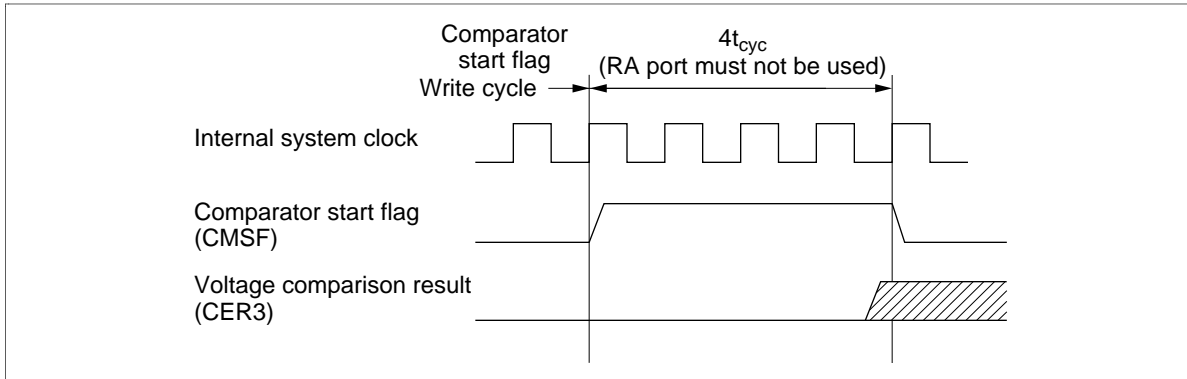 Comparator
start flag
Write cycle
4tcyc
(RA port must not be used)
Internal system clock
Comparator start flag
(CMSF)
Voltage comparison result
(CER3)